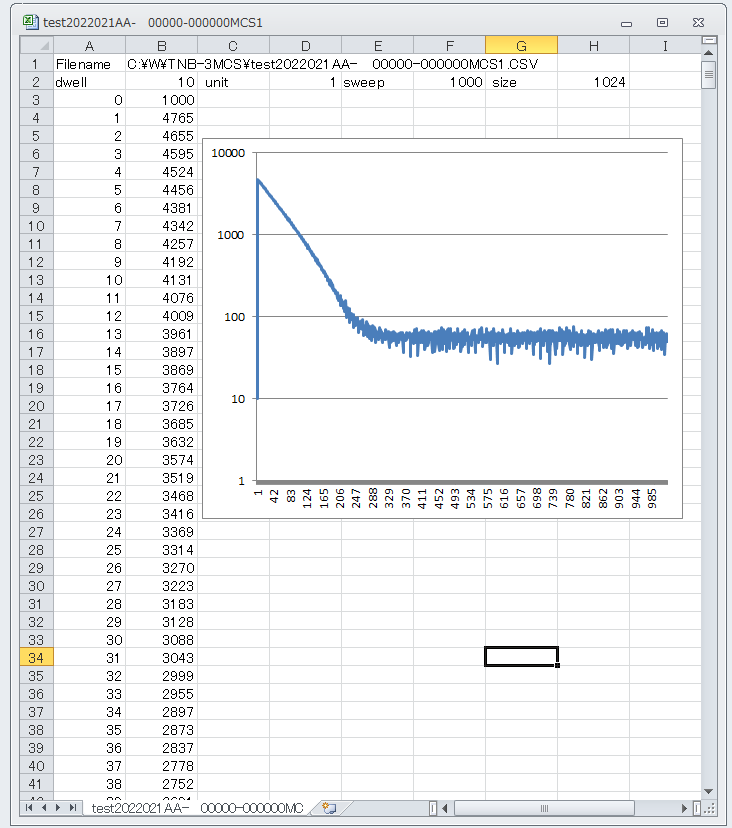 test2022021AA-　00000-000000MCS1
A B C D E F G H I
1 Filename C:¥W¥TNB-3MCS¥test2022021AA-　00000-000000MCS1.CSV
2 dwell 10 unit 1 sweep 1000 size 1024
3 0 1000
4 1 4765
5 2 4655
6 3 4595
7 4 4524
8 5 4456
9 6 4381
10 7 4342
11 8 4257
12 9 4192
13 10 4131
14 11 4076
15 12 4009
16 13 3961
17 14 3897
18 15 3869
19 16 3764
20 17 3726
21 18 3685
22 19 3632
23 20 3574
24 21 3519
25 22 3468
26 23 3416
27 24 3369
28 25 3314
29 26 3270
30 27 3223
31 28 3183
32 29 3128
33 30 3088
34 31 3043
35 32 2999
36 33 2955
37 34 2897
38 35 2873
39 36 2837
40 37 2778
41 38 2752
10000
1000
100
10
1
1 42 83 124 165 206 247 288 329 370 411 452 493 534 575 616 657 698 739 780 821 862 903 944 985
test2022021AA-　00000-000000MC